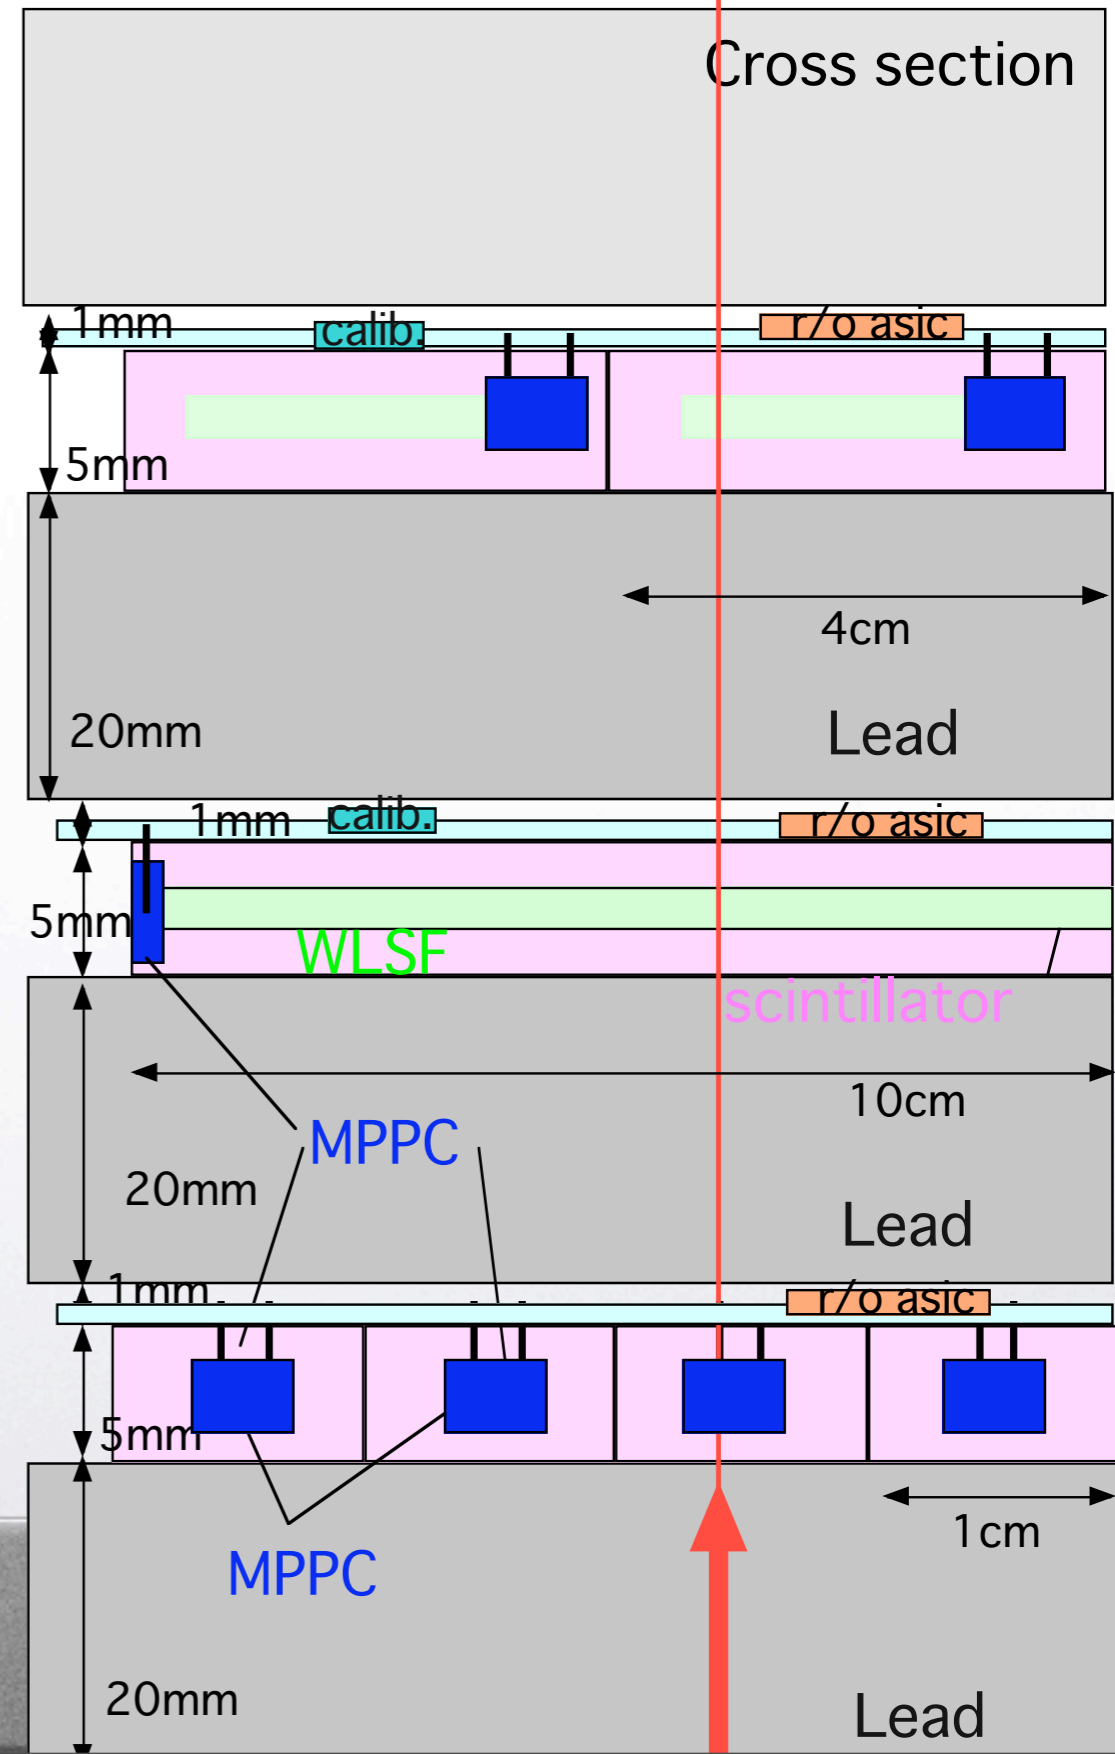 Cross section
1mm
calib.
r/o asic
5mm
4cm
20mm
Lead
1mm
calib.
r/o asic
5mm
WLSF
scintillator
10cm
MPPC
20mm
Lead
1mm
r/o asic
5mm
1cm
MPPC
20mm
Lead